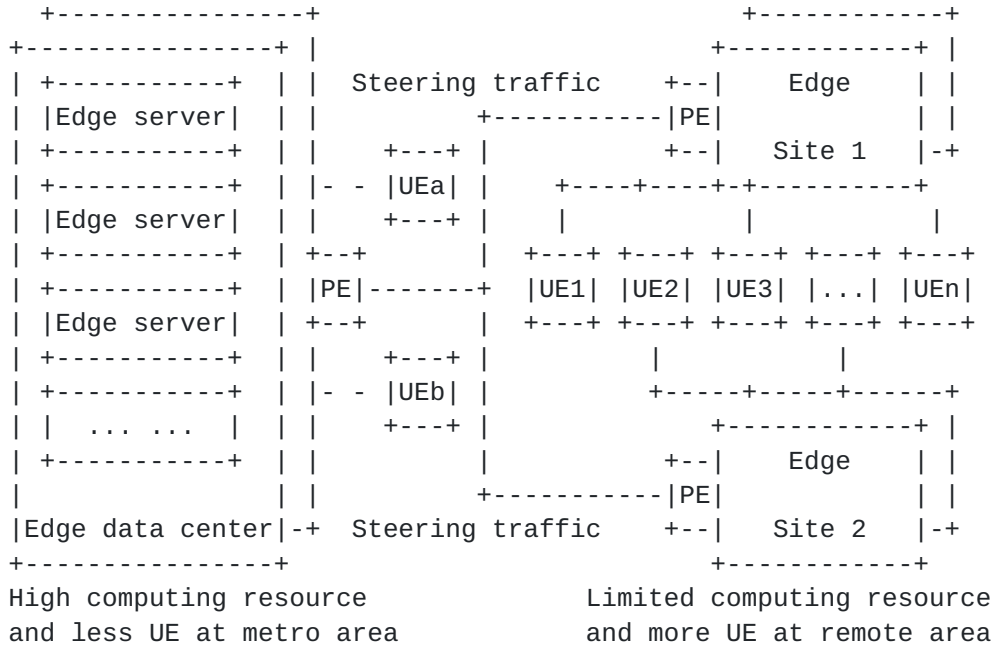 Steering traffic Edge
Edge server PE
Site 1
UEa
Edge server
PE UE1 UE2 UE3 ... UEn
Edge server
UEb
... ... 
Edge
PE
Edge data center Steering traffic Site 2
High computing resource Limited computing resource
and less UE at metro area and more UE at remote area